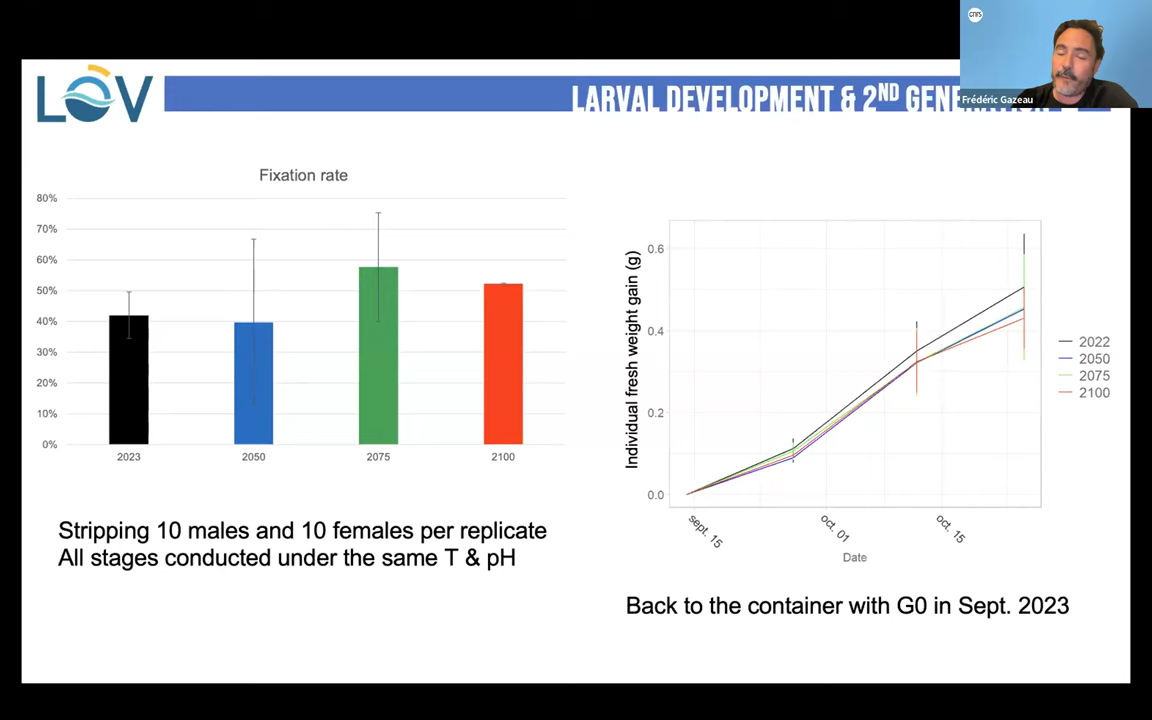 cnrs
Frédéric Gazeau
LOV
LARVAL DEVELOPMENT & 2ND
Fixation rate
80%
70%
60%
50%
40%
30%
20%
10%
0%
2023
2050
2075
2100
Stripping 10 males and 10 females per replicate
All stages conducted under the same T & pH
Individual fresh weight gain (g)
0.6
0.4
0.2
0.0
sept. 15
oct. 01
oct. 15
Date
2022
2050
2075
2100
Back to the container with G0 in Sept. 2023